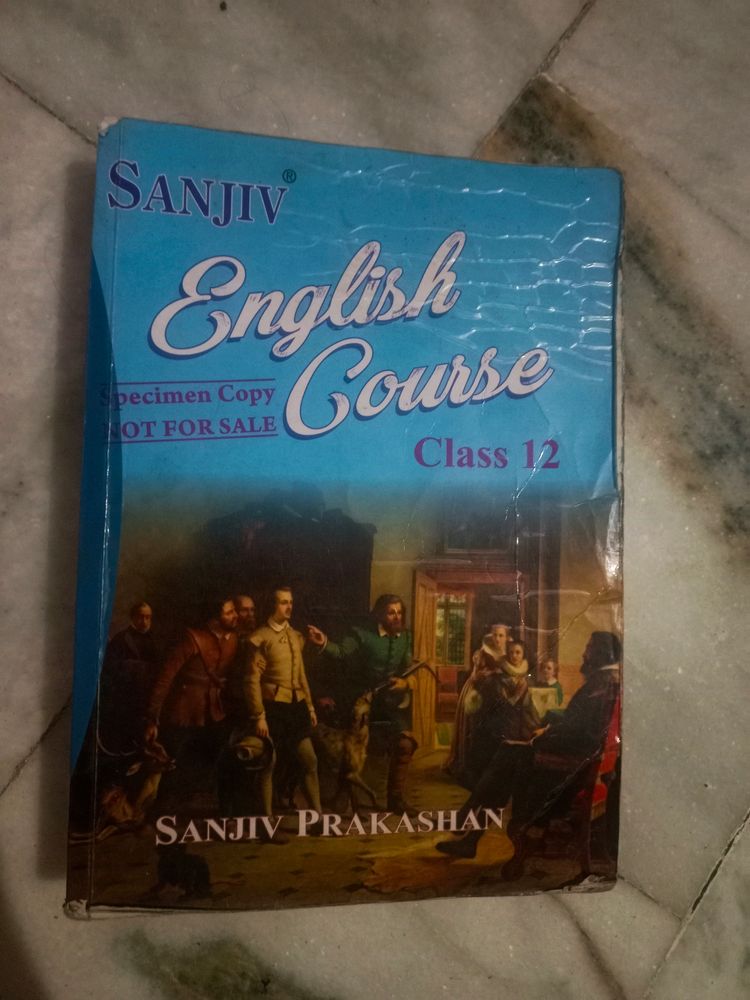 SANJIV®
English
Course
Specimen Copy
NOT FOR SALE
Class 12
SANJIV PRAKASHAN